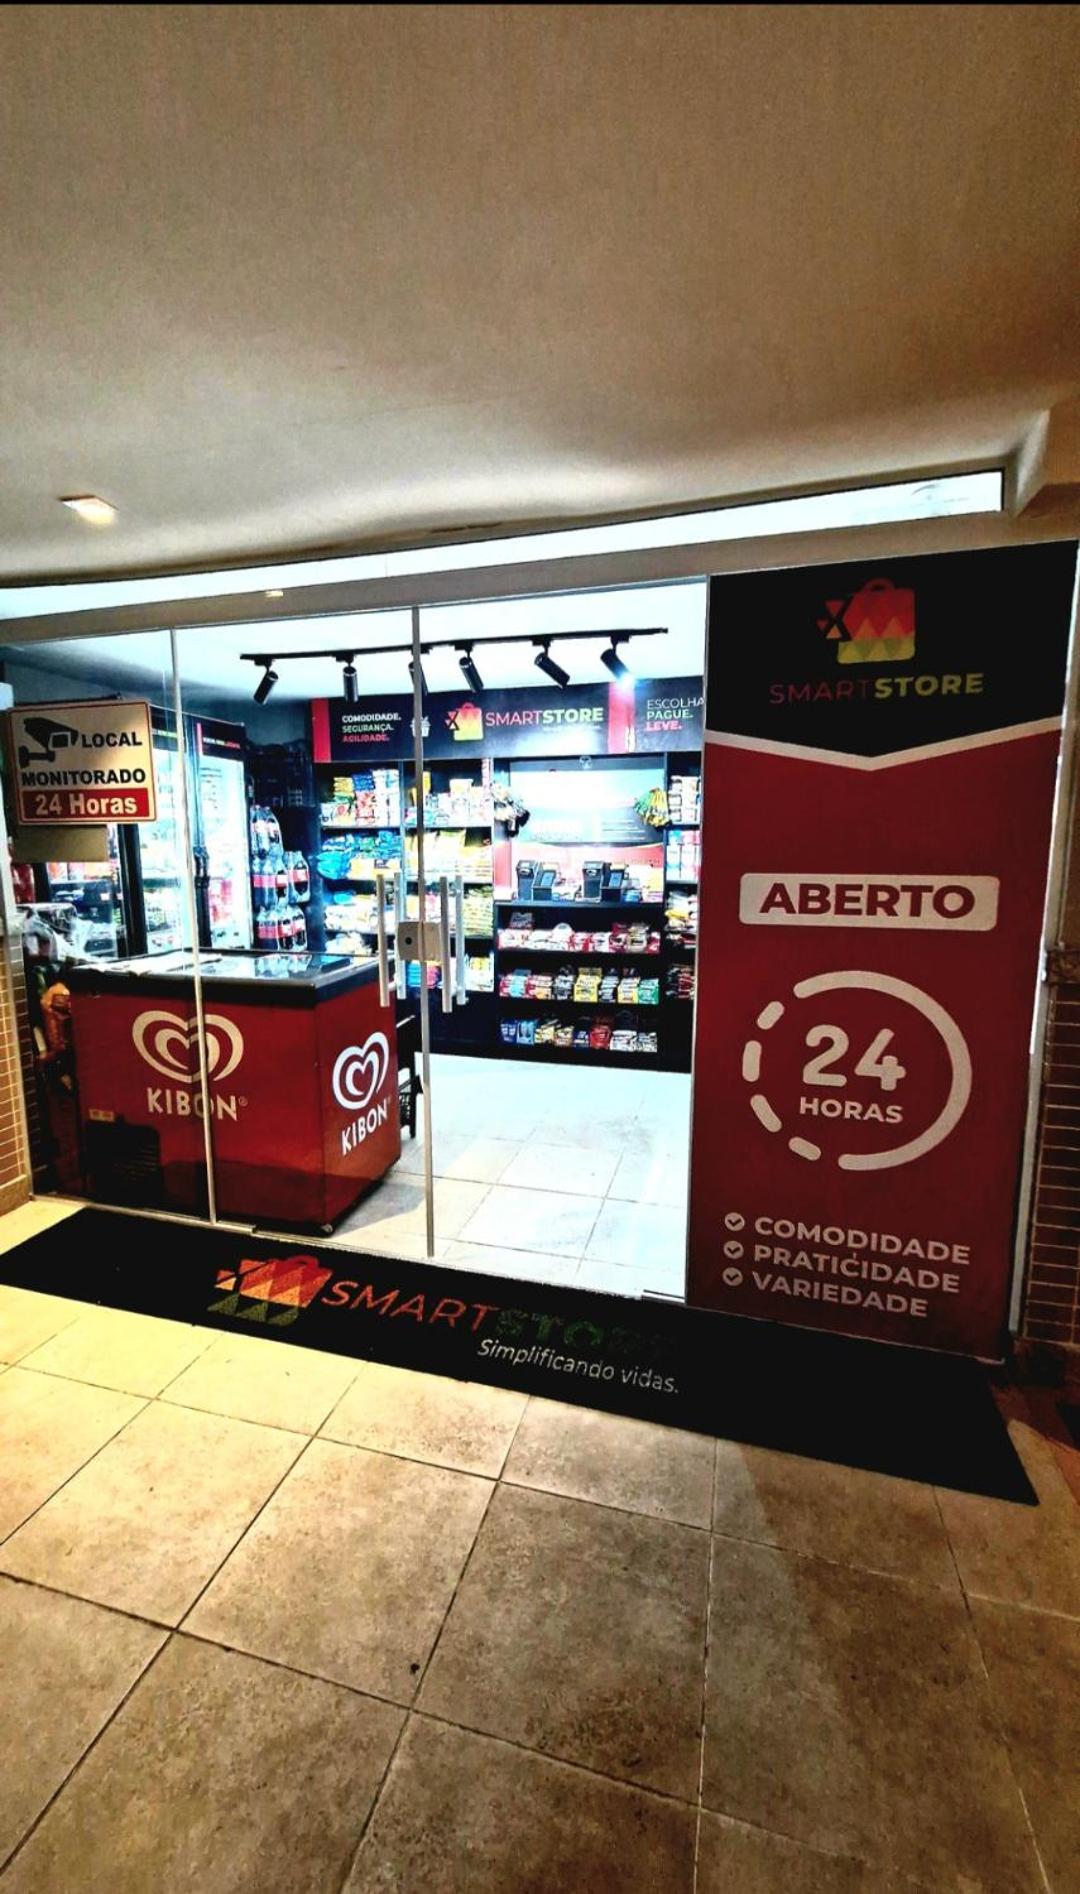 LOCAL
MONITORADO
24 Horas
COMODIDADE.
SEGURANÇA.
AGILIDADE.
SMARTSTORE
ESCOLHA
PAGUE.
LEVE.
SMARTSTORE
ABERTO
24
HORAS
COMODIDADE
PRATICIDADE
VARIEDADE
KIBON®
KIBON
SMARTSTORE
Simplificando vidas.